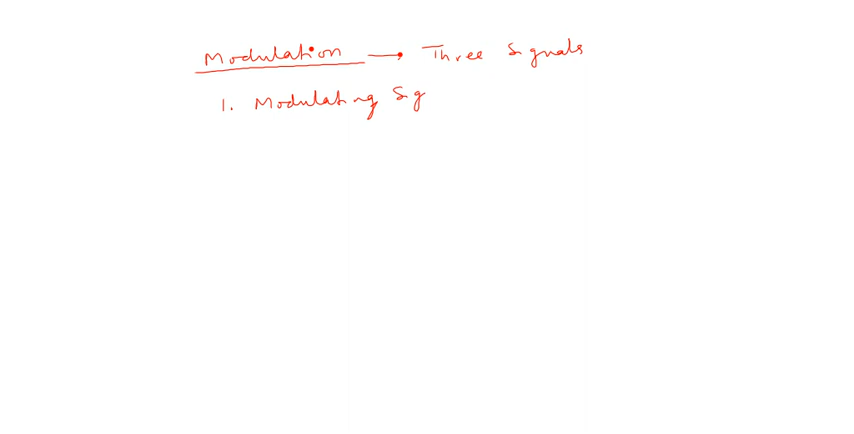 Modulation → Three Signals
1. Modulating Sig